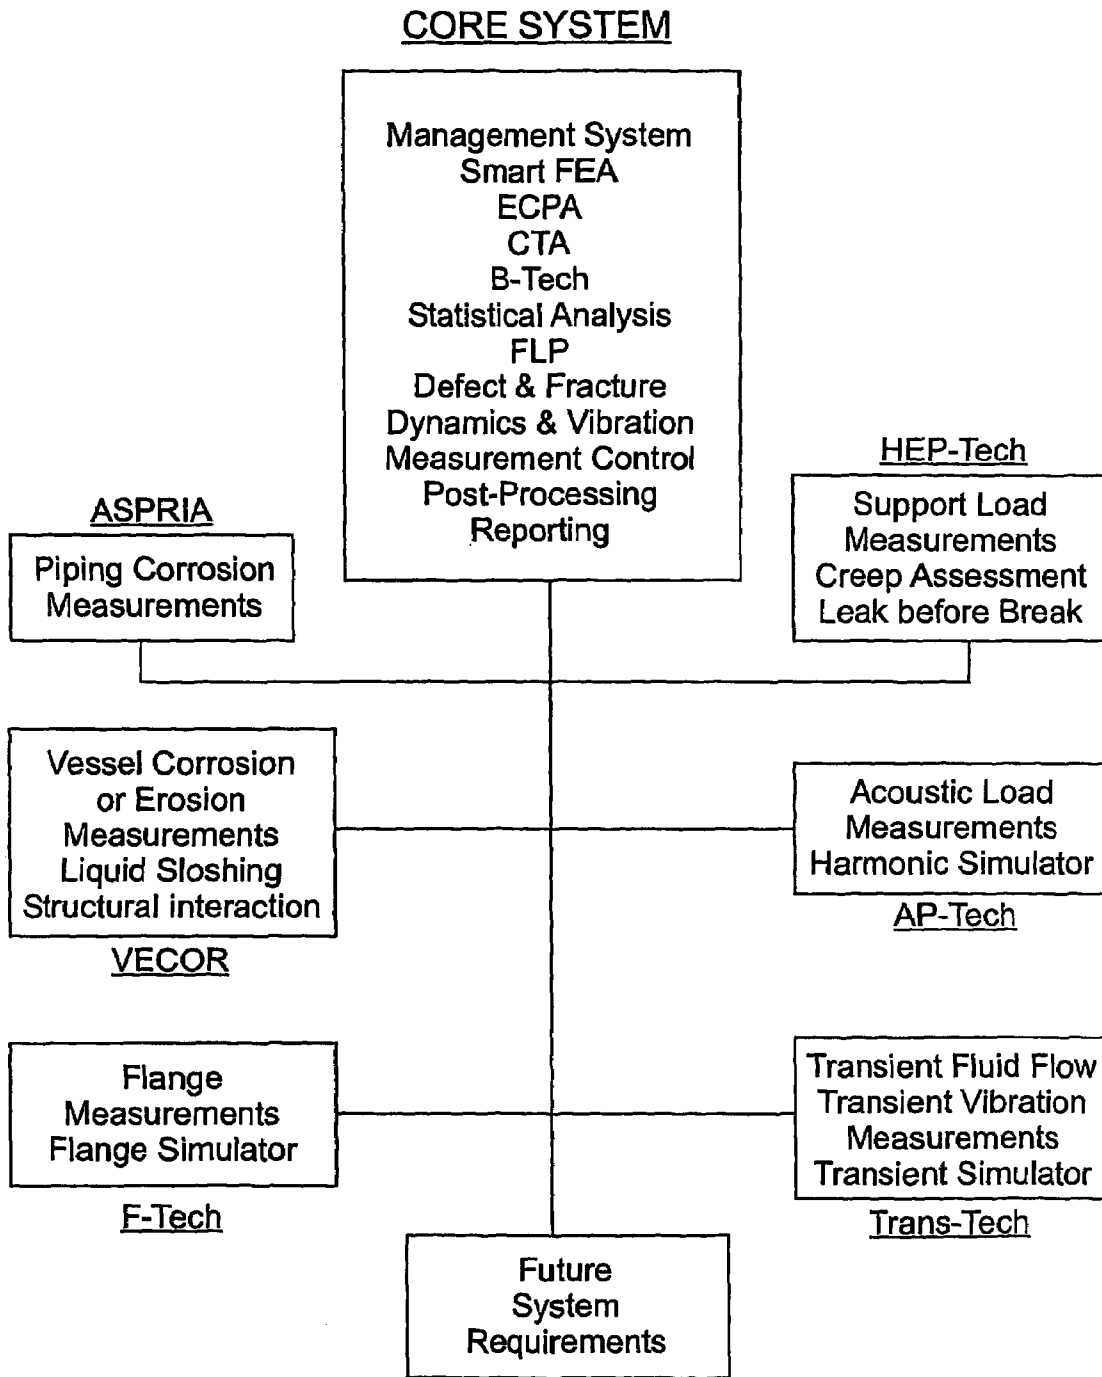 CORE SYSTEM
Management System
Smart FEA
ECPA
CTA
B-Tech
Statistical Analysis
FLP
Defect & Fracture
Dynamics & Vibration
Measurement Control
Post-Processing
Reporting
ASPRIA
Piping Corrosion
Measurements
HEP-Tech
Support Load
Measurements
Creep Assessment
Leak before Break
Vessel Corrosion
or Erosion
Measurements
Liquid Sloshing
Structural interaction
VECOR
Acoustic Load
Measurements
Harmonic Simulator
AP-Tech
Flange
Measurements
Flange Simulator
F-Tech
Transient Fluid Flow
Transient Vibration
Measurements
Transient Simulator
Trans-Tech
Future
System
Requirements